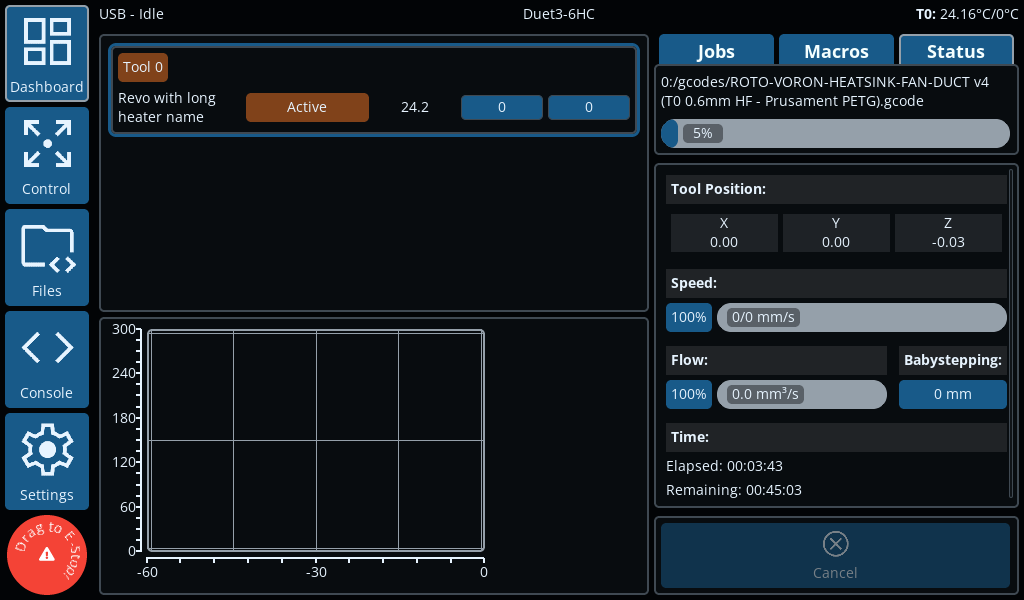 USB - Idle
Duet3-6HC
T0: 24.16°C/0°C
Dashboard
Control
Files
Console
Settings
Drag to E-Stop!
Tool 0
Revo with long
heater name
Active
24.2
0
0
300
240
180
120
60
0
-60
-30
0
Jobs
Macros
Status
0:/gcodes/ROTO-VORON-HEATSINK-FAN-DUCT v4
(T0 0.6mm HF - Prusament PETG).gcode
5%
Tool Position:
X
Y
Z
0.00
0.00
-0.03
Speed:
100%
0/0 mm/s
Flow:
Babystepping:
100%
0.0 mm³/s
0 mm
Time:
Elapsed: 00:03:43
Remaining: 00:45:03
Cancel